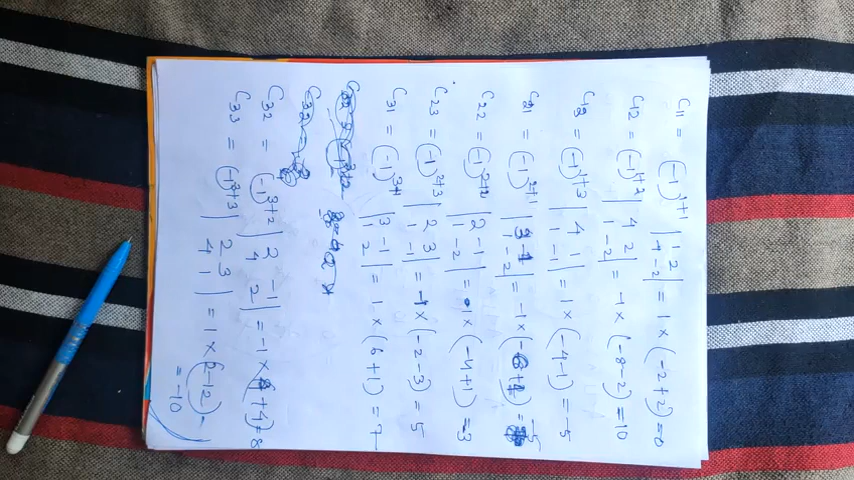 C11 = (-1)^1+1 | 1 2 / 4 -2 | = 1 × (-2+2) = 0
C12 = (-1)^1+2 | 4 2 / 1 -2 | = -1 × (-8-2) = 10
C13 = (-1)^1+3 | 4 1 / 1 -1 | = 1 × (-4-1) = -5
C21 = (-1)^2+1 | 3 -1 / 1 -2 | = -1 × (-6+1) = -5
C22 = (-1)^2+2 | 2 -1 / 1 -2 | = 1 × (-4+1) = -3
C23 = (-1)^2+3 | 2 3 / 1 -1 | = -1 × (-2-3) = 5
C31 = (-1)^3+1 | 3 -1 / 1 2 | = 1 × (6+1) = 7
C32 = (-1)^3+2 | 2 -1 / 4 2 | = -1 × (+4) = 8
C33 = (-1)^3+3 | 2 3 / 4 1 | = 1 × (2-12) =
= -10